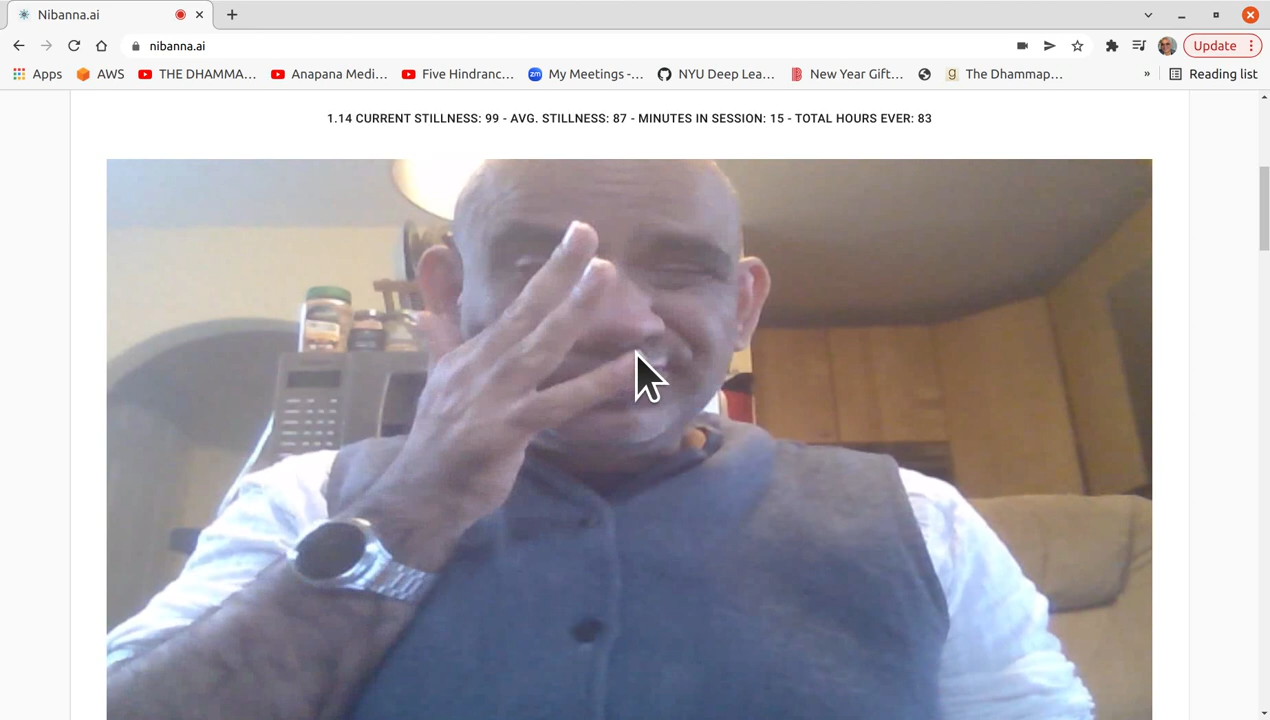 Nibanna.ai
nibanna.ai
Update
Apps
AWS
THE DHAMMA…
Anapana Medi…
Five Hindranc…
zm
My Meetings -…
NYU Deep Lea…
New Year Gift…
g
The Dhammap…
»
Reading list
1.14 CURRENT STILLNESS: 99 - AVG. STILLNESS: 87 - MINUTES IN SESSION: 15 - TOTAL HOURS EVER: 83